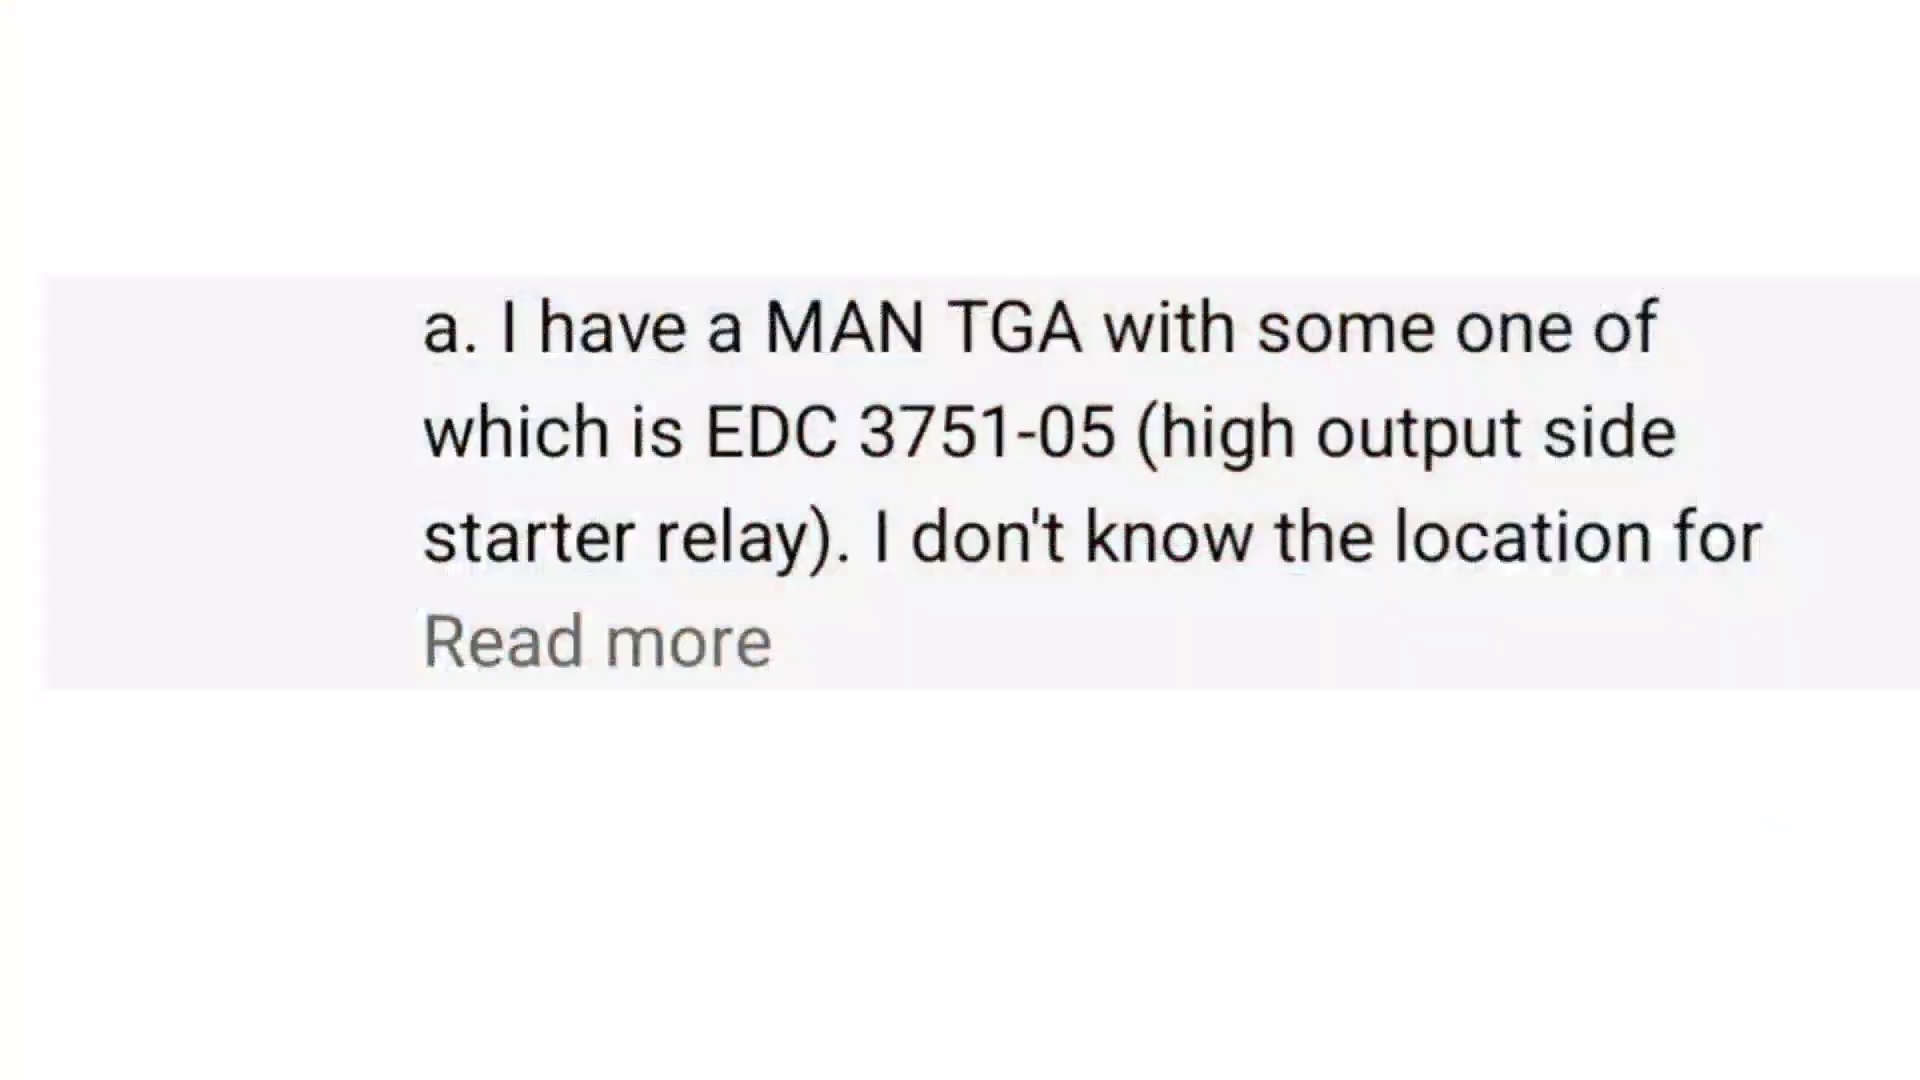 a. I have a MAN TGA with some one of
which is EDC 3751-05 (high output side
starter relay). I don't know the location for
Read more